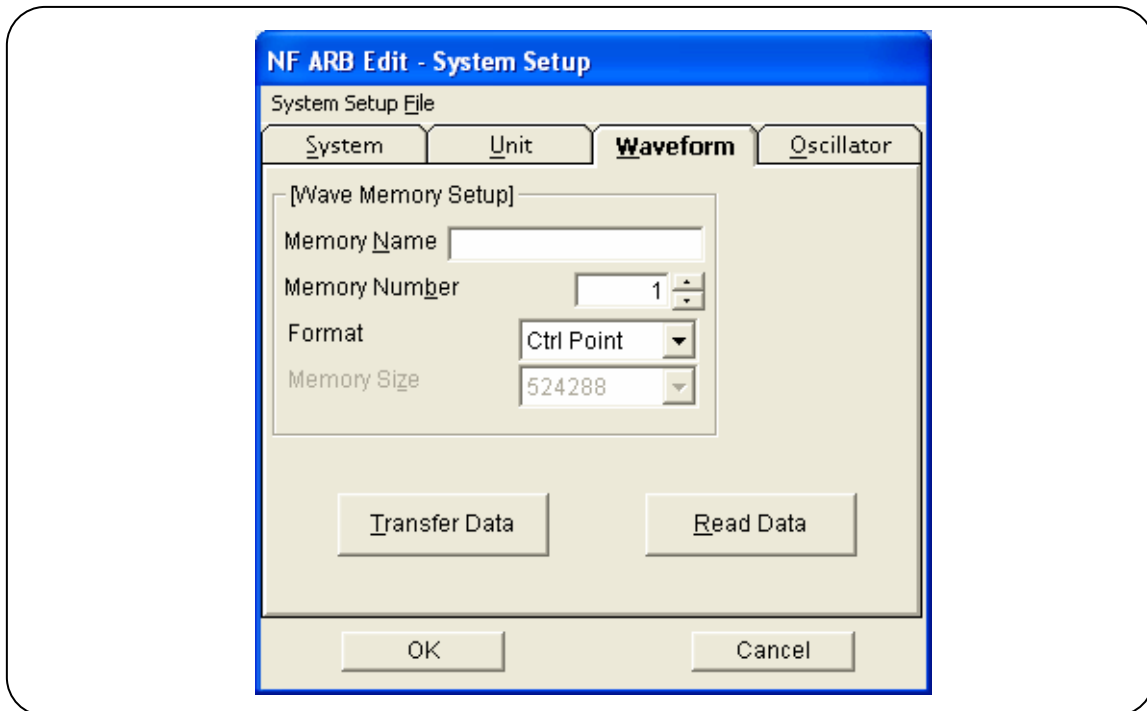 NF ARB Edit - System Setup
System Setup File
System Unit Waveform Oscillator
[Wave Memory Setup]
Memory Name
Memory Number 1
Format Ctrl Point
Memory Size 524288
Transfer Data Read Data
OK Cancel